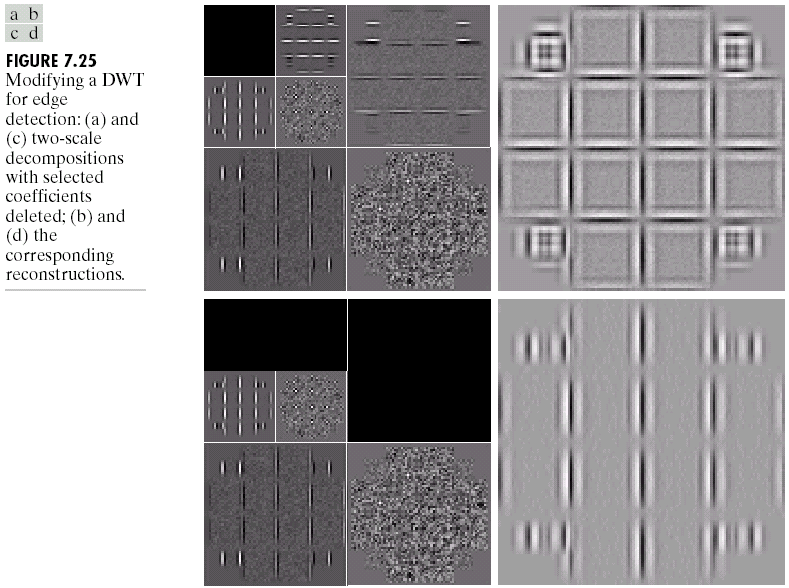 a b
c d
FIGURE 7.25
Modifying a DWT
for edge
detection: (a) and
(c) two-scale
decompositions
with selected
coefficients
deleted; (b) and
(d) the
corresponding
reconstructions.